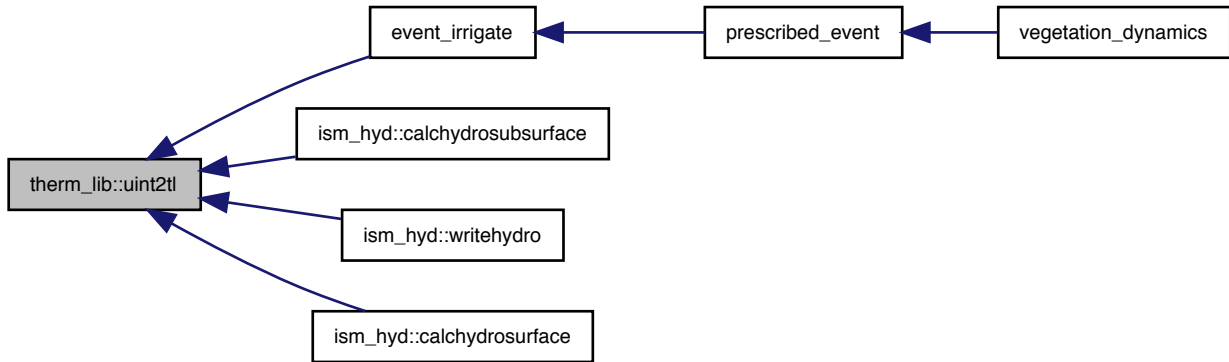 event_irrigate
prescribed_event
vegetation_dynamics
ism_hyd::calchydrosubsurface
therm_lib::uint2tl
ism_hyd::writehydro
ism_hyd::calchydrosurface